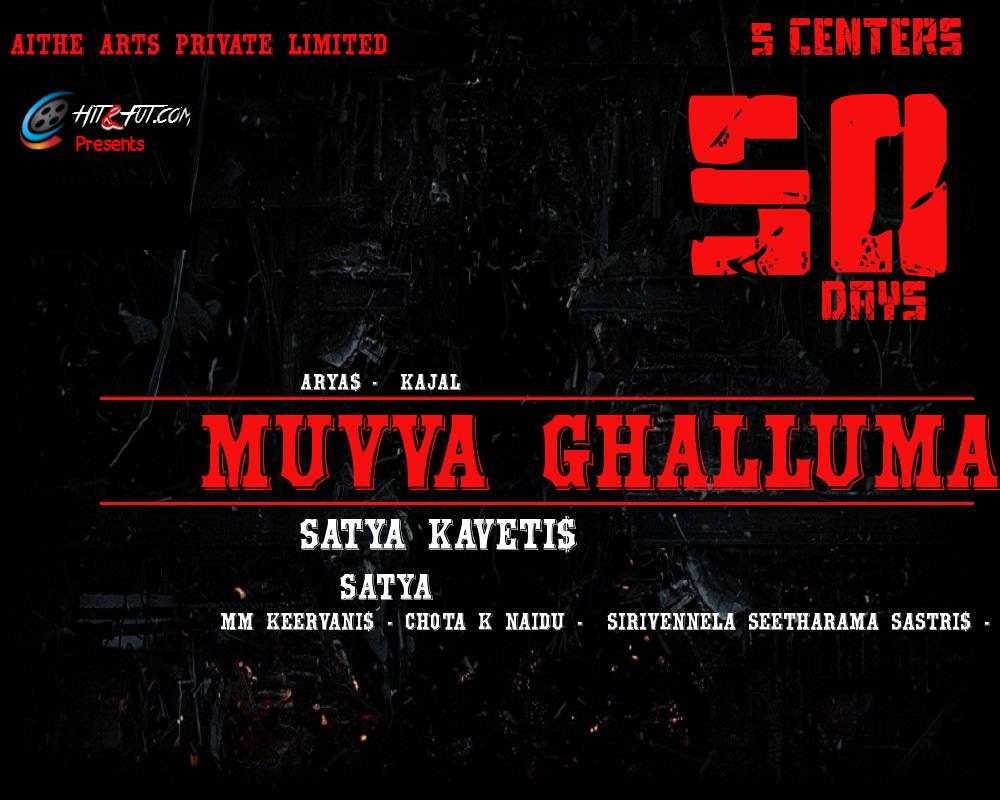 AITHE ARTS PRIVATE LIMITED
5 CENTERS
HIT&FUT.COM
Presents
50
DAYS
ARYA$ - KAJAL
MUVVA GHALLUMA
SATYA KAVETI$
SATYA
MM KEERVANI$ - CHOTA K NAIDU - SIRIVENNELA SEETHARAMA SASTRI$ -